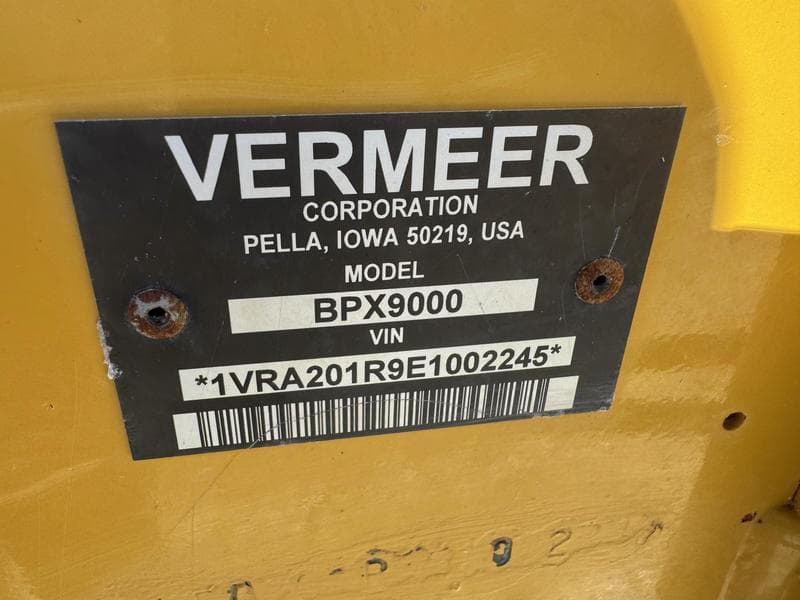 VERMEER
CORPORATION
PELLA, IOWA 50219, USA
MODEL
BPX9000
VIN
*1VRA201R9E1002245*